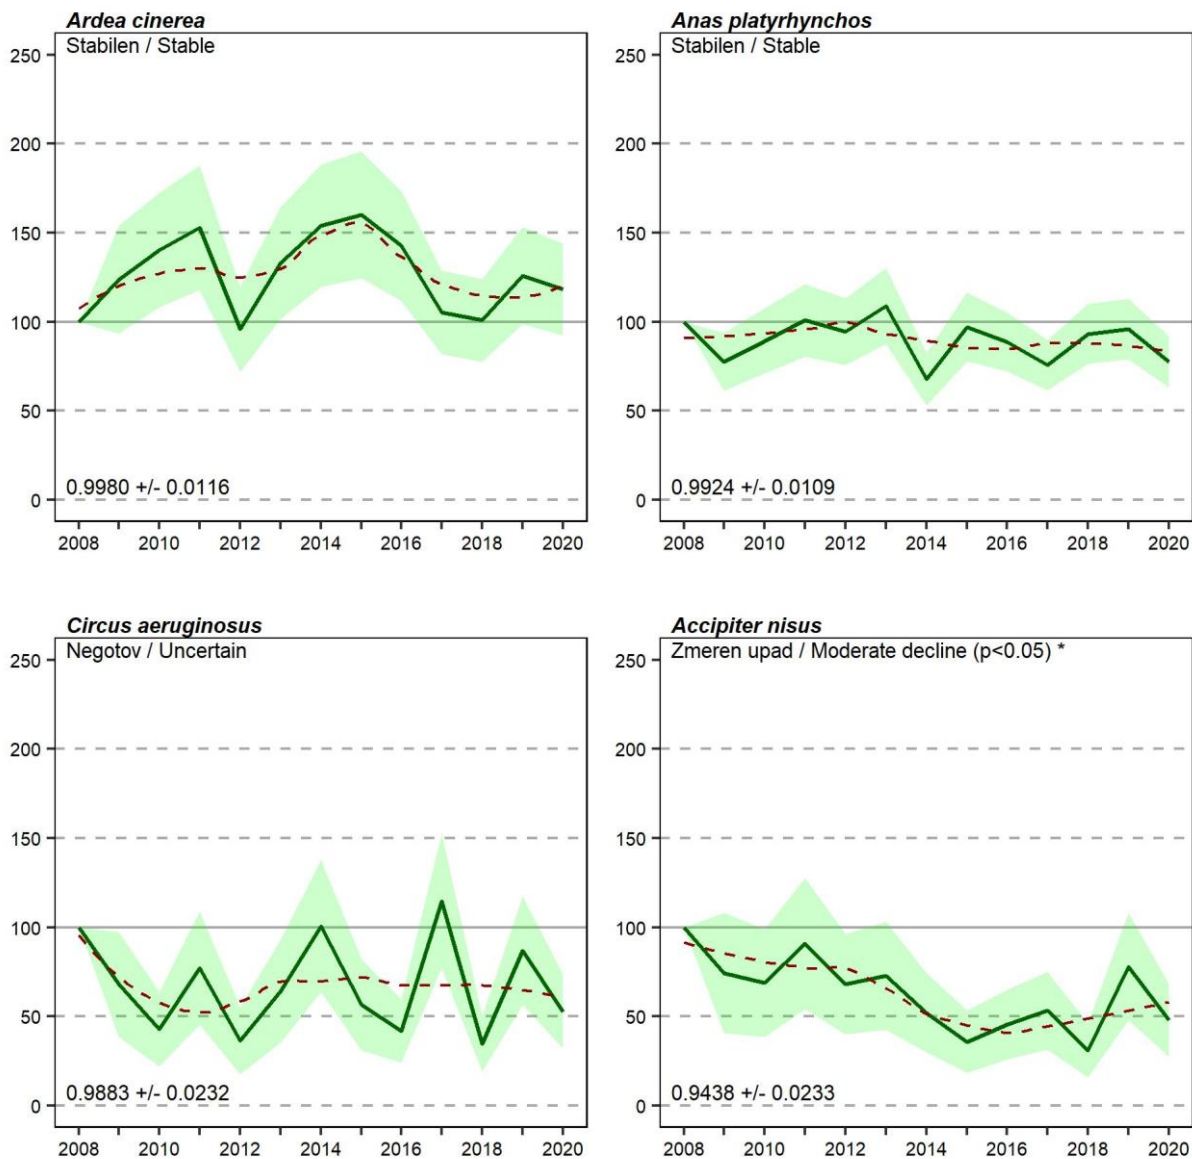 Ardea cinerea
Stabilen / Stable
250
200
150
100
50
0
0.9980 +/- 0.0116
2008 2010 2012 2014 2016 2018 2020
Anas platyrhynchos
Stabilen / Stable
250
200
150
100
50
0
0.9924 +/- 0.0109
2008 2010 2012 2014 2016 2018 2020
Circus aeruginosus
Negotov / Uncertain
250
200
150
100
50
0
0.9883 +/- 0.0232
2008 2010 2012 2014 2016 2018 2020
Accipiter nisus
Zmeren upad / Moderate decline (p<0.05) *
250
200
150
100
50
0
0.9438 +/- 0.0233
2008 2010 2012 2014 2016 2018 2020